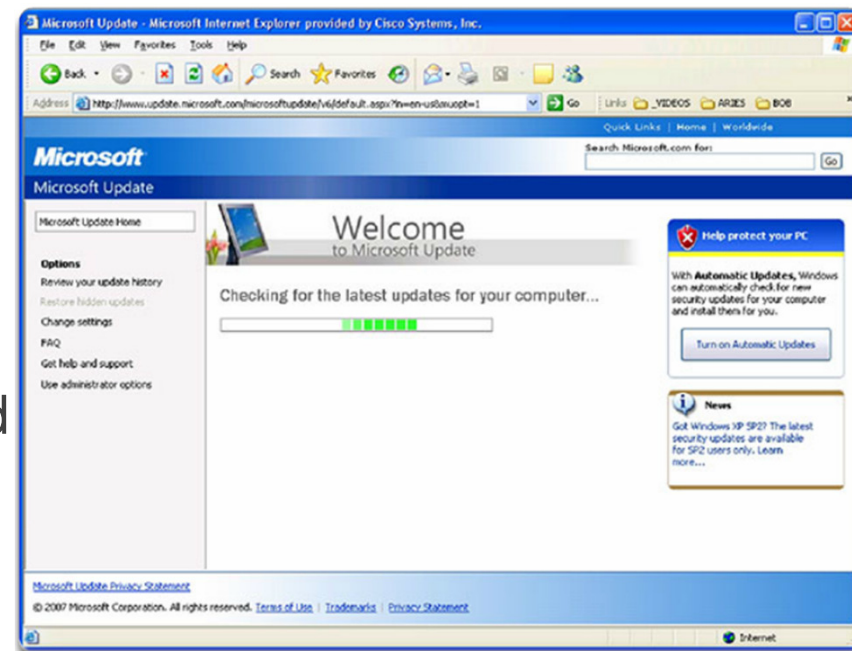 Microsoft Update - Microsoft Internet Explorer provided by Cisco Systems, Inc.
File Edit View Favorites Tools Help
Back Search Favorites
Address http://www.update.microsoft.com/microsoftupdate/v6/default.aspx?ln=en-us&muopt=1 Go Links _VIDEOS ARIES BOB
Quick Links | Home | Worldwide
Microsoft
Search Microsoft.com for:
Go
Microsoft Update
Microsoft Update Home
Welcome
to Microsoft Update
Help protect your PC
Options
Review your update history
Restore hidden updates
Change settings
FAQ
Get help and support
Use administrator options
Checking for the latest updates for your computer...
With Automatic Updates, Windows
can automatically check for new
security updates for your computer
and install them for you.
Turn on Automatic Updates
d
News
Got Windows XP SP2? The latest
security updates are available
for SP2 users only. Learn
more...
Microsoft Update Privacy Statement
© 2007 Microsoft Corporation. All rights reserved. Terms of Use | Trademarks | Privacy Statement
Internet